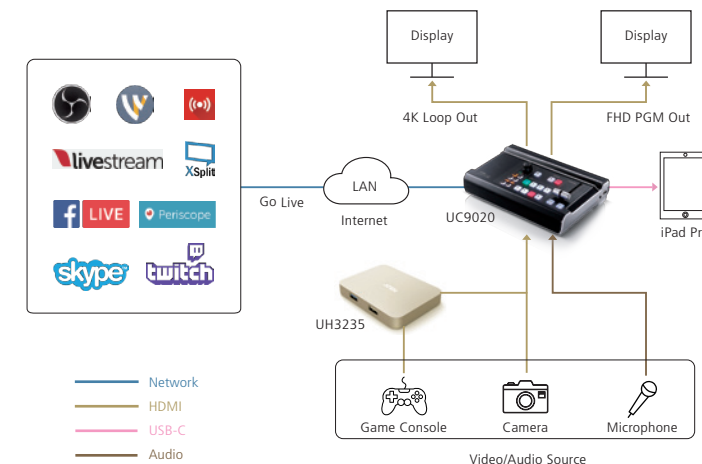 Display
Display
4K Loop Out
FHD PGM Out
livestream
XSplit
LIVE
Periscope
skype
twitch
Go Live
LAN
Internet
UC9020
iPad Pr
UH3235
Game Console
Camera
Microphone
Video/Audio Source
Network
HDMI
USB-C
Audio